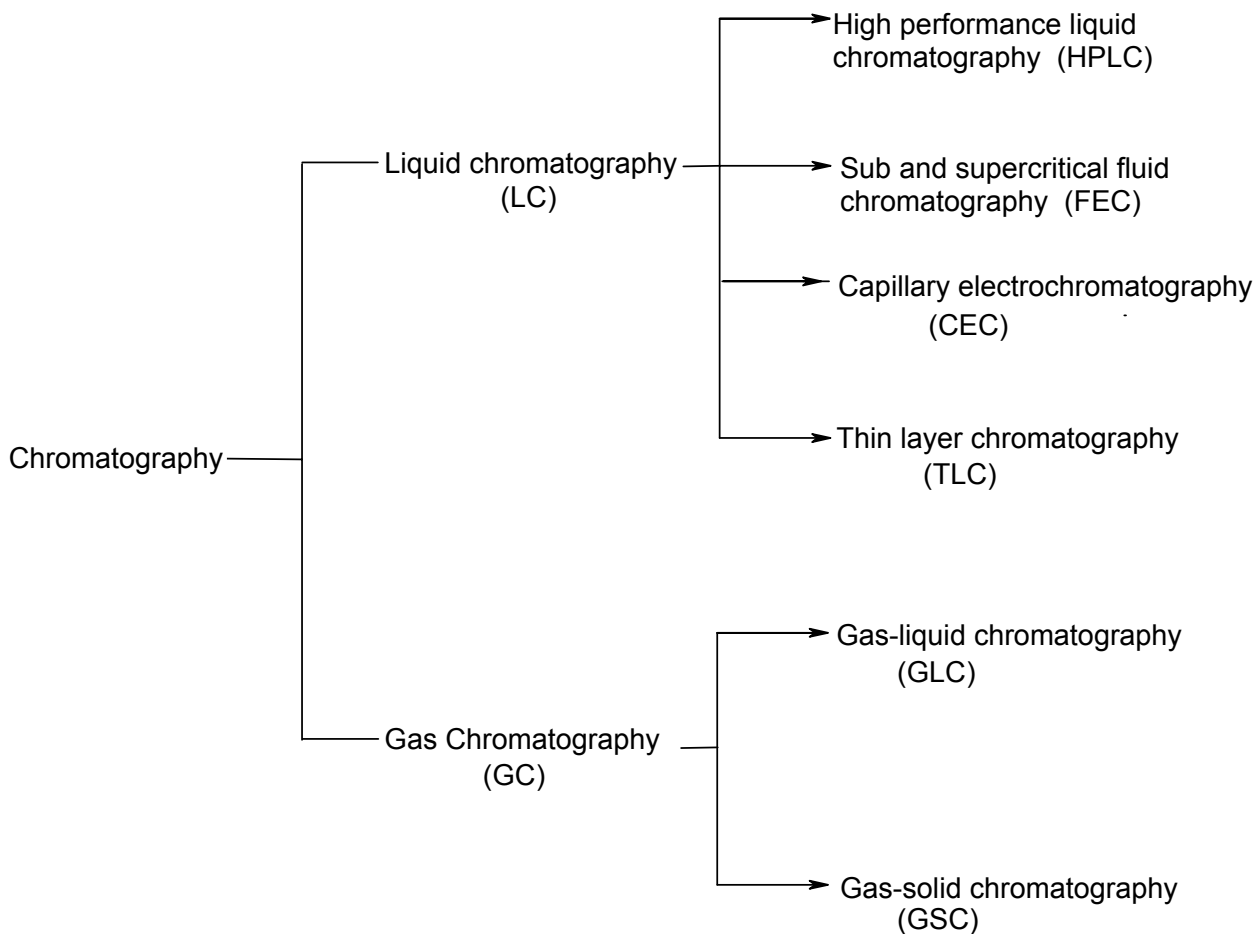 High performance liquid
chromatography (HPLC)
Liquid chromatography
(LC)
Sub and supercritical fluid
chromatography (FEC)
Capillary electrochromatography
(CEC)
Chromatography
Thin layer chromatography
(TLC)
Gas-liquid chromatography
(GLC)
Gas Chromatography
(GC)
Gas-solid chromatography
(GSC)